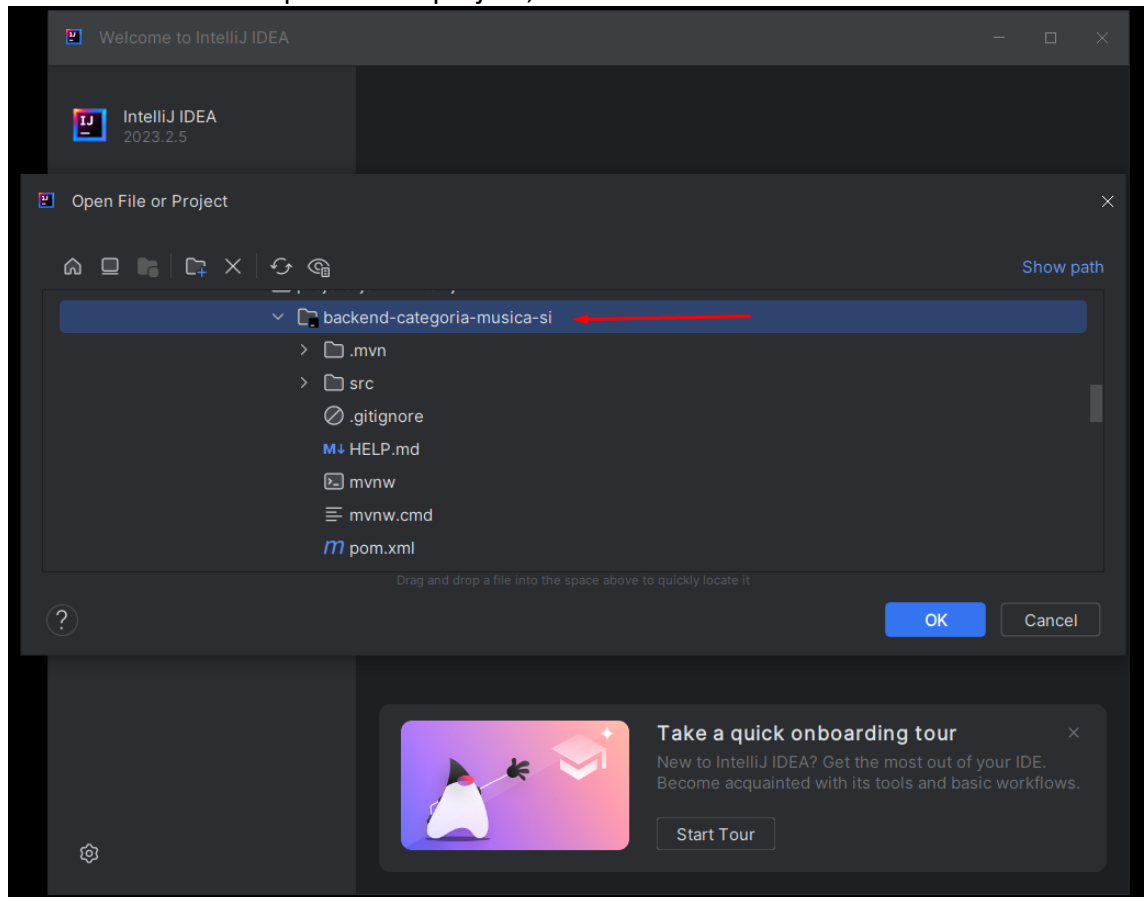 Welcome to IntelliJ IDEA
IntelliJ IDEA
2023.2.5
Open File or Project
Show path
backend-categoria-musica-si
.mvn
src
.gitignore
M↓ HELP.md
mvnw
mvnw.cmd
m pom.xml
Drag and drop a file into the space above to quickly locate it
? OK Cancel
Take a quick onboarding tour
New to IntelliJ IDEA? Get the most out of your IDE.
Become acquainted with its tools and basic workflows.
Start Tour